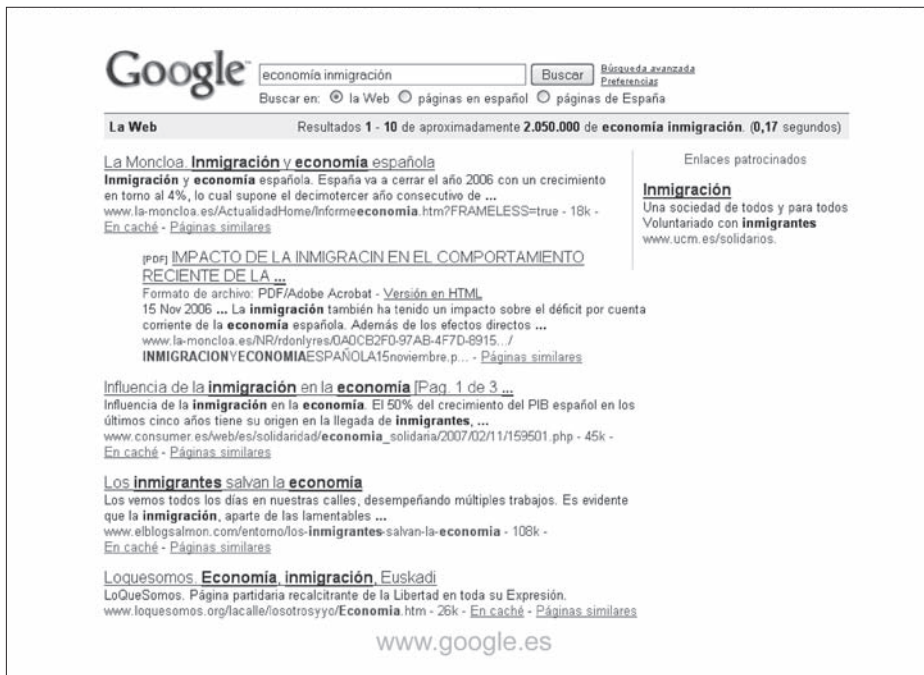 Google™
economía inmigración
Buscar
Búsqueda avanzada
Preferencias
Buscar en: la Web páginas en español páginas de España
La Web
Resultados 1 - 10 de aproximadamente 2.050.000 de economía inmigración. (0,17 segundos)
La Moncloa. Inmigración y economía española
Inmigración y economía española. España va a cerrar el año 2006 con un crecimiento
en torno al 4%, lo cual supone el decimotercer año consecutivo de ...
www.la-moncloa.es/ActualidadHome/Informeeconomia.htm?FRAMELESS=true - 18k -
En caché - Páginas similares
[PDF] IMPACTO DE LA INMIGRACIN EN EL COMPORTAMIENTO
RECIENTE DE LA ...
Formato de archivo: PDF/Adobe Acrobat - Versión en HTML
15 Nov 2006 ... La inmigración también ha tenido un impacto sobre el déficit por cuenta
corriente de la economía española. Además de los efectos directos ...
www.la-moncloa.es/NR/rdonlyres/0A0CB2F0-97AB-4F7D-8915.../
INMIGRACIONYECONOMIAESPAÑOLA15noviembre.p... - Páginas similares
Influencia de la inmigración en la economía [Pag. 1 de 3 ...
Influencia de la inmigración en la economía. El 50% del crecimiento del PIB español en los
últimos cinco años tiene su origen en la llegada de inmigrantes, ...
www.consumer.es/web/es/solidaridad/economia_solidaria/2007/02/11/159501.php - 45k -
En caché - Páginas similares
Los inmigrantes salvan la economía
Los vemos todos los días en nuestras calles, desempeñando múltiples trabajos. Es evidente
que la inmigración, aparte de las lamentables ...
www.elblogsalmon.com/entorno/los-inmigrantes-salvan-la-economia - 108k -
En caché - Páginas similares
Loquesomos. Economía, inmigración, Euskadi
LoQueSomos. Página partidaria recalcitrante de la Libertad en toda su Expresión.
www.loquesomos.org/lacalle/losotrosyyo/Economia.htm - 26k - En caché - Páginas similares
Enlaces patrocinados
Inmigración
Una sociedad de todos y para todos
Voluntariado con inmigrantes
www.ucm.es/solidarios.
www.google.es